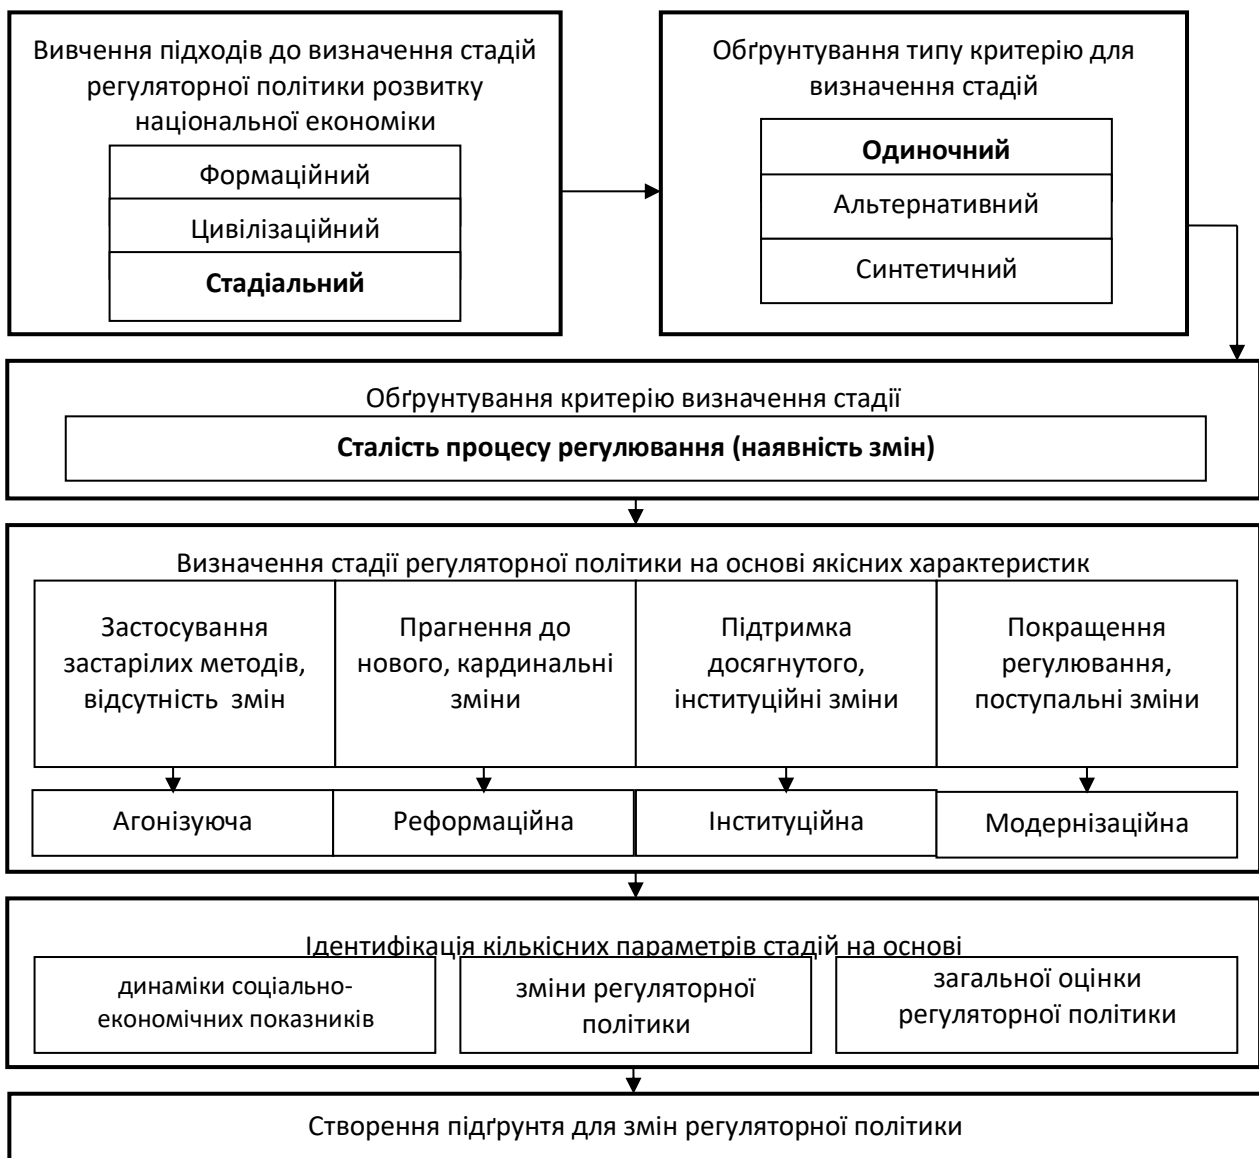 Вивчення підходів до визначення стадій
регуляторної політики розвитку
національної економіки
Формаційний
Цивілізаційний
Стадіальний
Обґрунтування типу критерію для
визначення стадій
Одиночний
Альтернативний
Синтетичний
Обґрунтування критерію визначення стадії
Сталість процесу регулювання (наявність змін)
Визначення стадії регуляторної політики на основі якісних характеристик
Застосування
застарілих методів,
відсутність змін
Прагнення до
нового, кардинальні
зміни
Підтримка
досягнутого,
інституційні зміни
Покращення
регулювання,
поступальні зміни
Агонізуюча
Реформаційна
Інституційна
Модернізаційна
Ідентифікація кількісних параметрів стадій на основі
динаміки соціально-
економічних показників
зміни регуляторної
політики
загальної оцінки
регуляторної політики
Створення підґрунтя для змін регуляторної політики